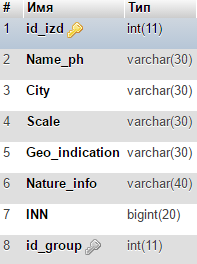 # Имя Тип
1 id_izd int(11)
2 Name_ph varchar(30)
3 City varchar(30)
4 Scale varchar(30)
5 Geo_indication varchar(30)
6 Nature_info varchar(40)
7 INN bigint(20)
8 id_group int(11)